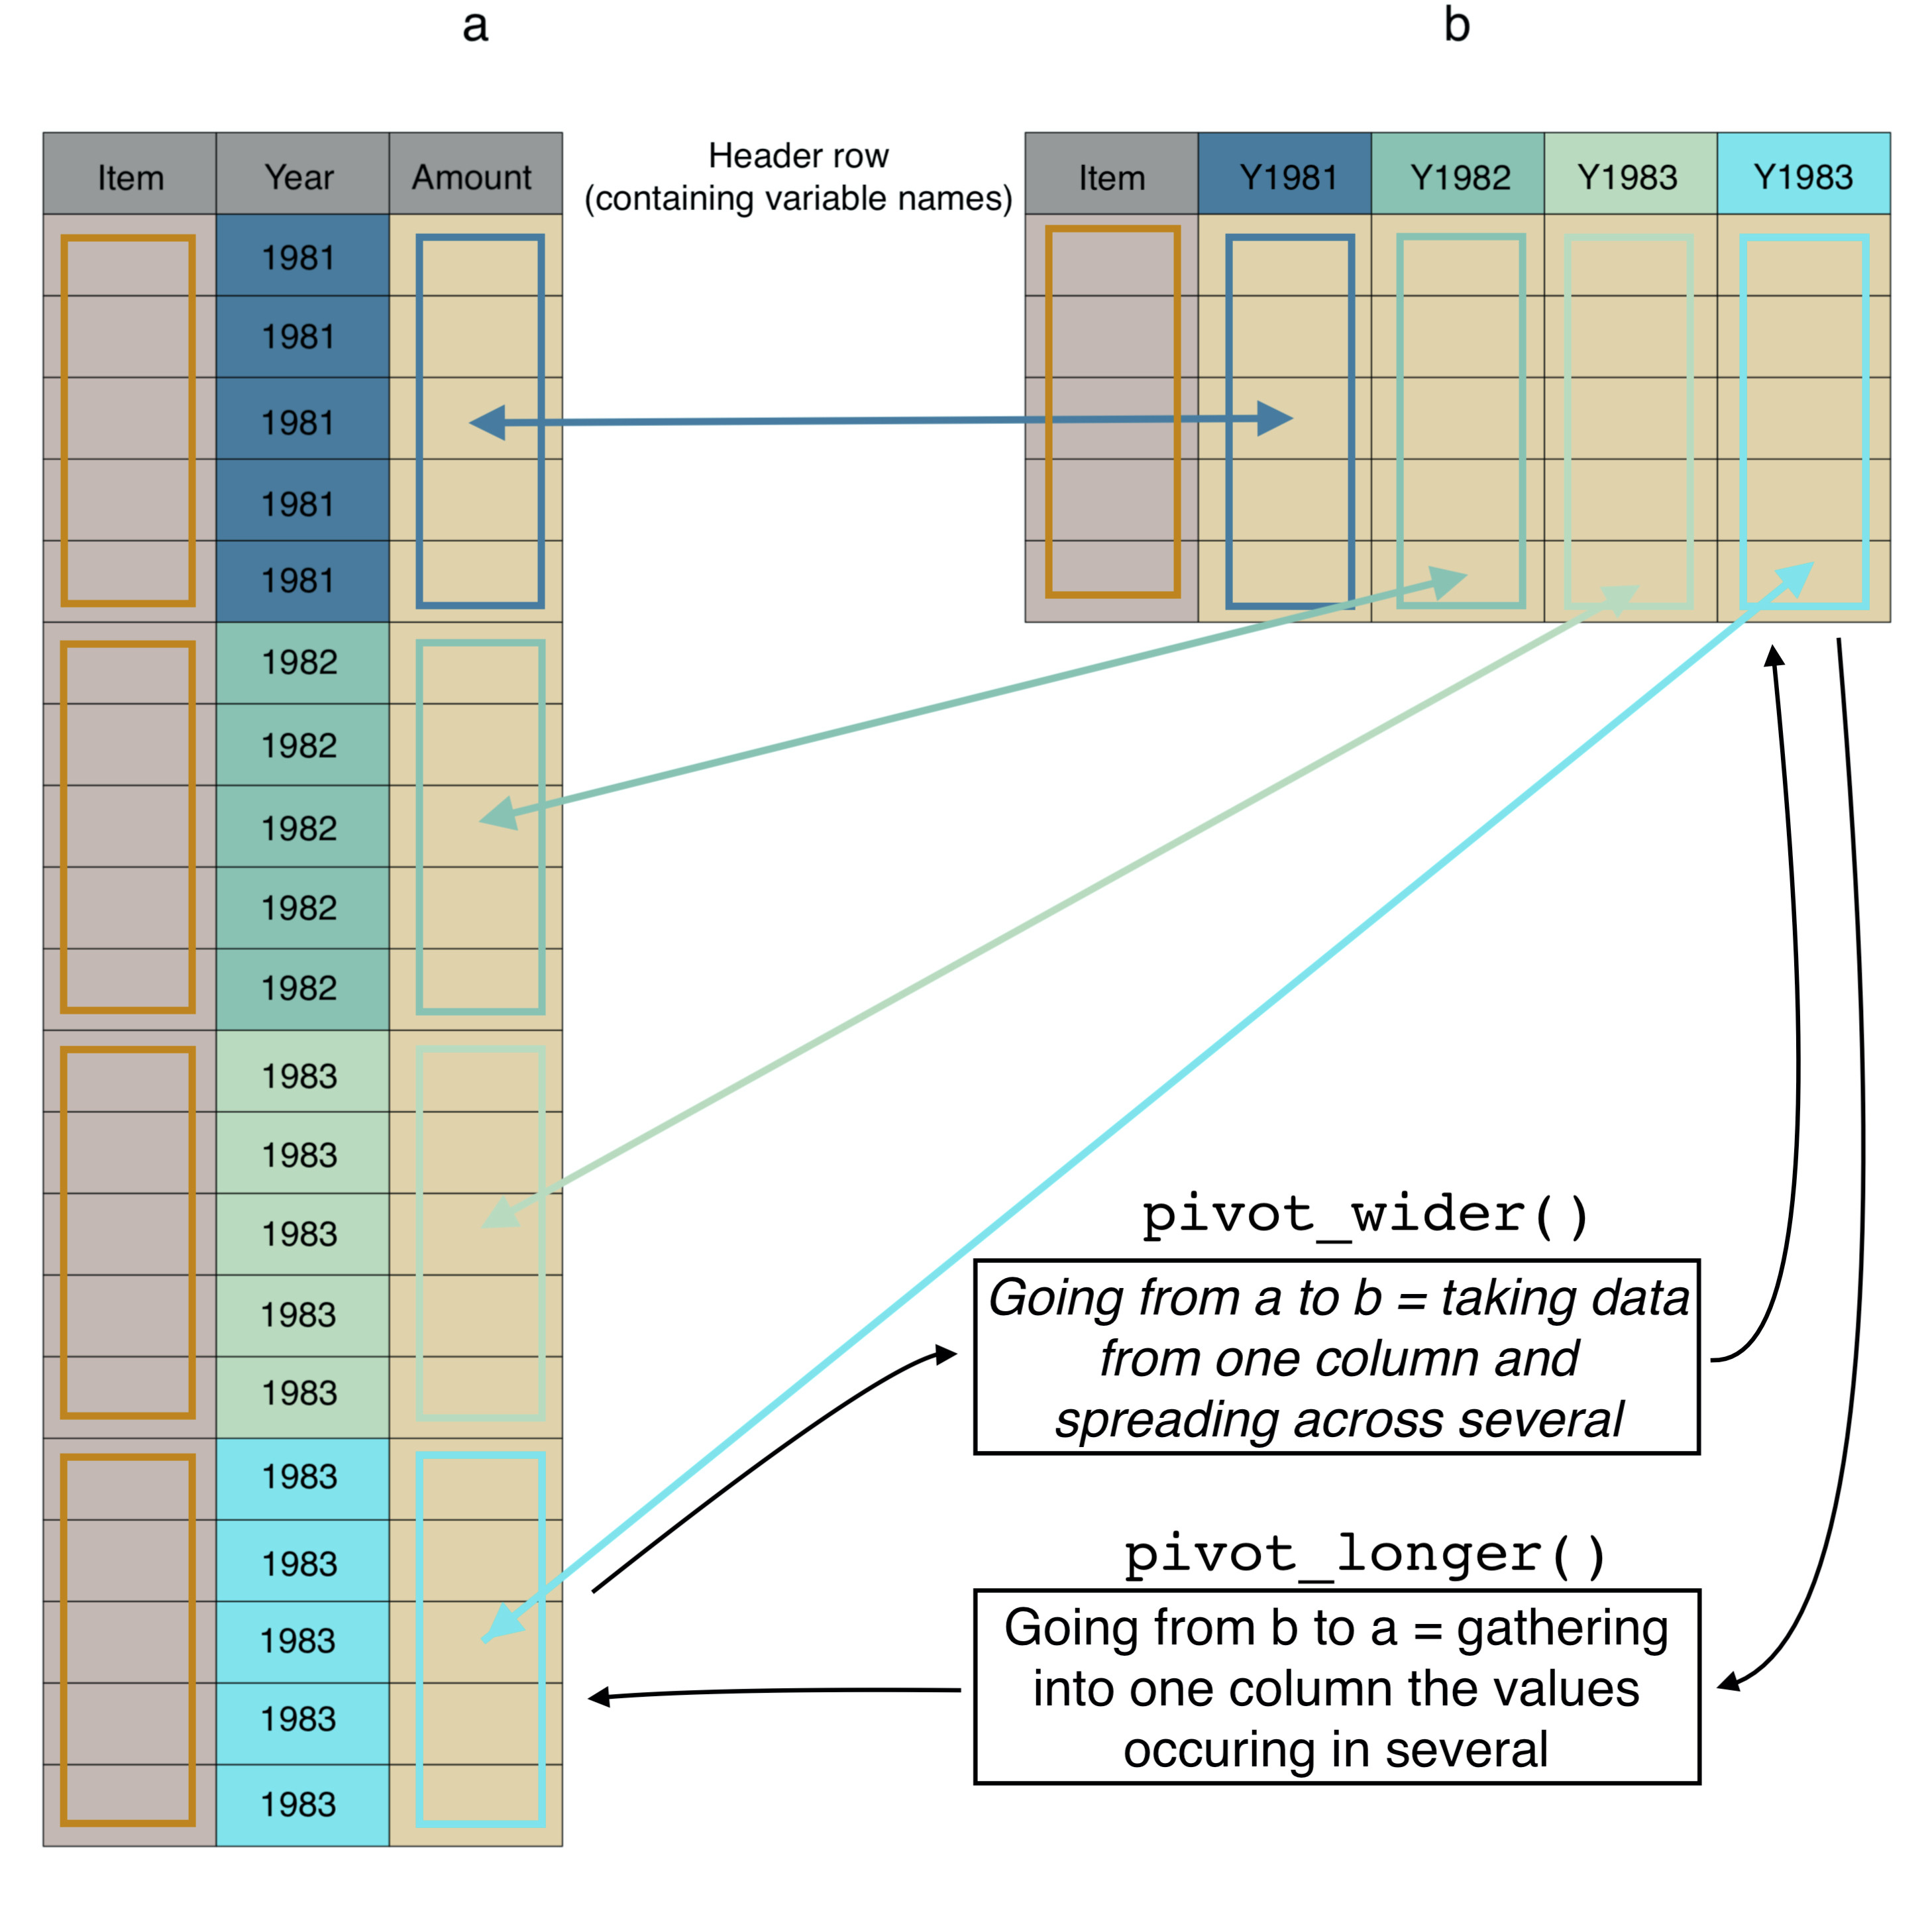 a
b
Item Year Amount
Header row
(containing variable names)
Item Y1981 Y1982 Y1983 Y1983
1981
1981
1981
1981
1981
1982
1982
1982
1982
1982
1983
1983
1983
1983
1983
1983
1983
1983
1983
1983
pivot_wider()
Going from a to b = taking data
from one column and
spreading across several
pivot_longer()
Going from b to a = gathering
into one column the values
occuring in several